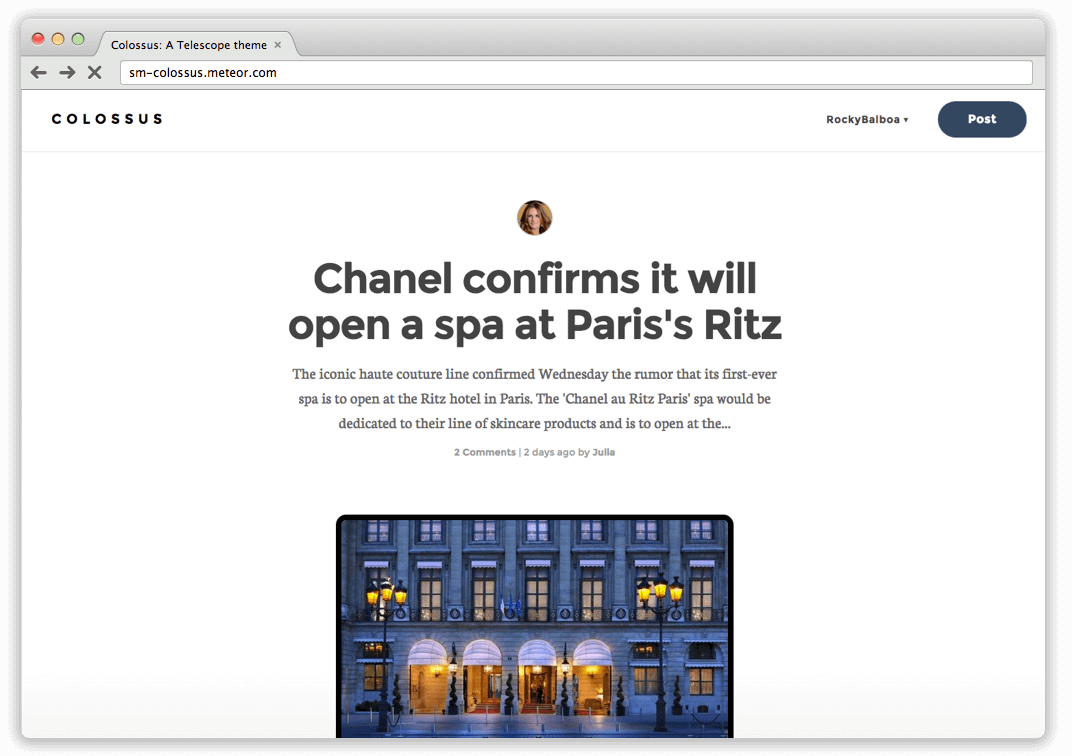 Colossus: A Telescope theme
sm-colossus.meteor.com
COLOSSUS
RockyBalboa ▾
Post
Chanel confirms it will
open a spa at Paris's Ritz
The iconic haute couture line confirmed Wednesday the rumor that its first-ever
spa is to open at the Ritz hotel in Paris. The 'Chanel au Ritz Paris' spa would be
dedicated to their line of skincare products and is to open at the...
2 Comments | 2 days ago by Julia